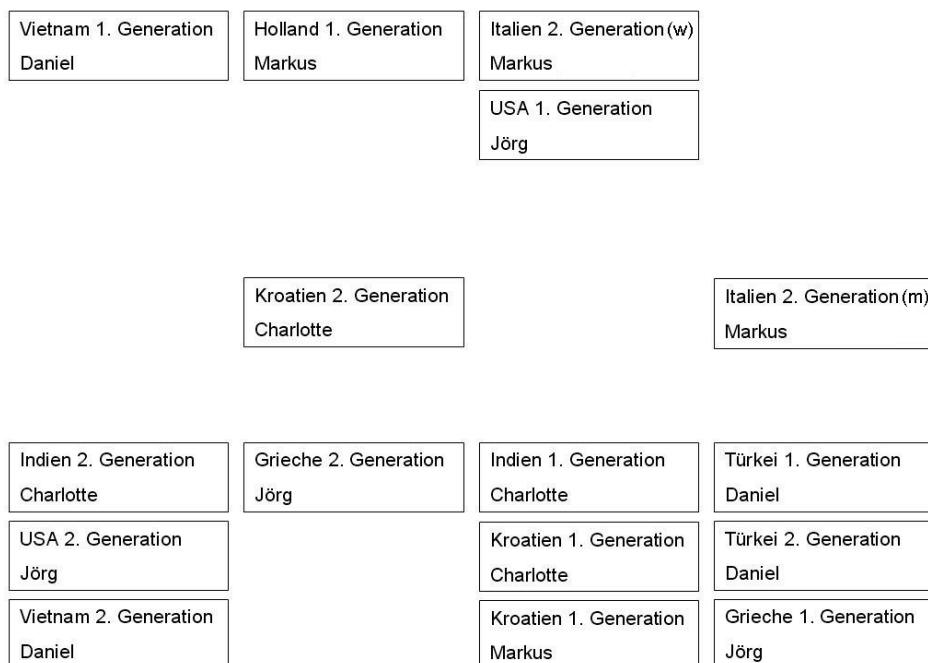 Vietnam 1. Generation
Daniel
Holland 1. Generation
Markus
Italien 2. Generation (w)
Markus
USA 1. Generation
Jörg
Kroatien 2. Generation
Charlotte
Italien 2. Generation (m)
Markus
Indien 2. Generation
Charlotte
Grieche 2. Generation
Jörg
Indien 1. Generation
Charlotte
Türkei 1. Generation
Daniel
USA 2. Generation
Jörg
Kroatien 1. Generation
Charlotte
Türkei 2. Generation
Daniel
Vietnam 2. Generation
Daniel
Kroatien 1. Generation
Markus
Grieche 1. Generation
Jörg